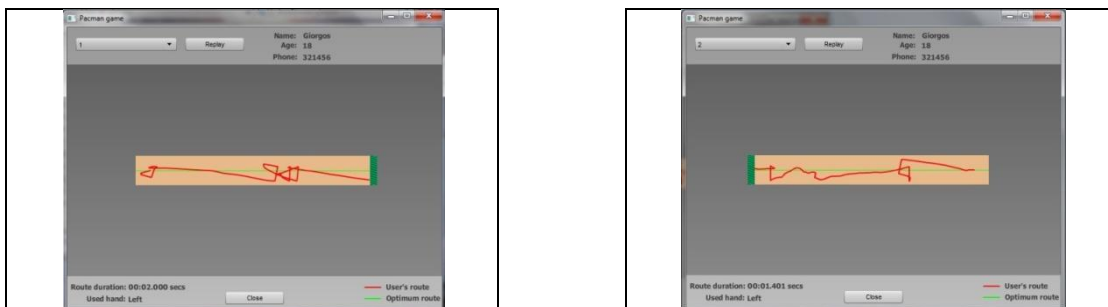 Pacman game
1
Replay
Name: Giorgos
Age: 18
Phone: 321456
Route duration: 00:02.000 secs
Used hand: Left
Close
User's route
Optimum route
Pacman game
2
Replay
Name: Giorgos
Age: 18
Phone: 321456
Route duration: 00:01.401 secs
Used hand: Left
Close
User's route
Optimum route